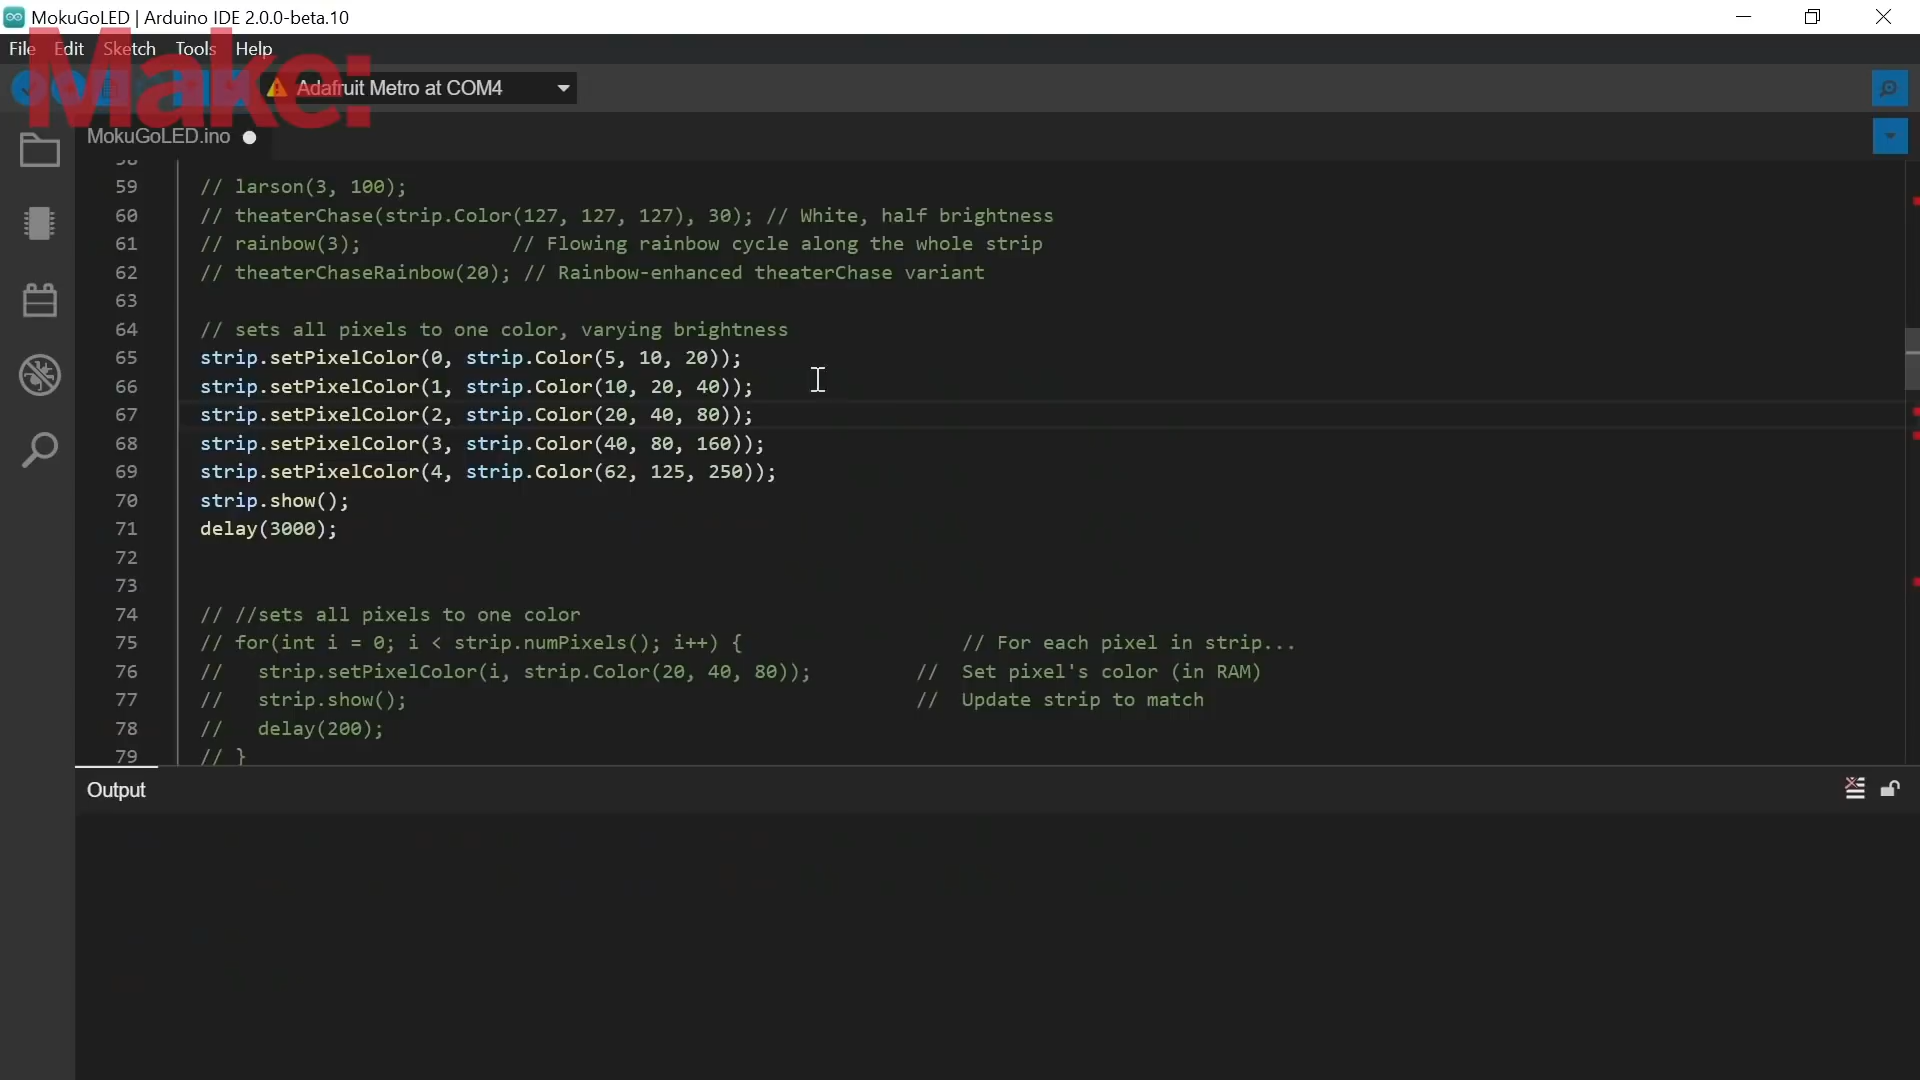 MokuGoLED | Arduino IDE 2.0.0-beta.10
File Edit Sketch Tools Help
Make:
Adafruit Metro at COM4
MokuGoLED.ino
58
59 // larson(3, 100);
60 // theaterChase(strip.Color(127, 127, 127), 30); // White, half brightness
61 // rainbow(3); // Flowing rainbow cycle along the whole strip
62 // theaterChaseRainbow(20); // Rainbow-enhanced theaterChase variant
63
64 // sets all pixels to one color, varying brightness
65 strip.setPixelColor(0, strip.Color(5, 10, 20));
66 strip.setPixelColor(1, strip.Color(10, 20, 40));
67 strip.setPixelColor(2, strip.Color(20, 40, 80));
68 strip.setPixelColor(3, strip.Color(40, 80, 160));
69 strip.setPixelColor(4, strip.Color(62, 125, 250));
70 strip.show();
71 delay(3000);
72
73
74 // //sets all pixels to one color
75 // for(int i = 0; i < strip.numPixels(); i++) { // For each pixel in strip...
76 // strip.setPixelColor(i, strip.Color(20, 40, 80)); // Set pixel's color (in RAM)
77 // strip.show(); // Update strip to match
78 // delay(200);
79 // }
Output